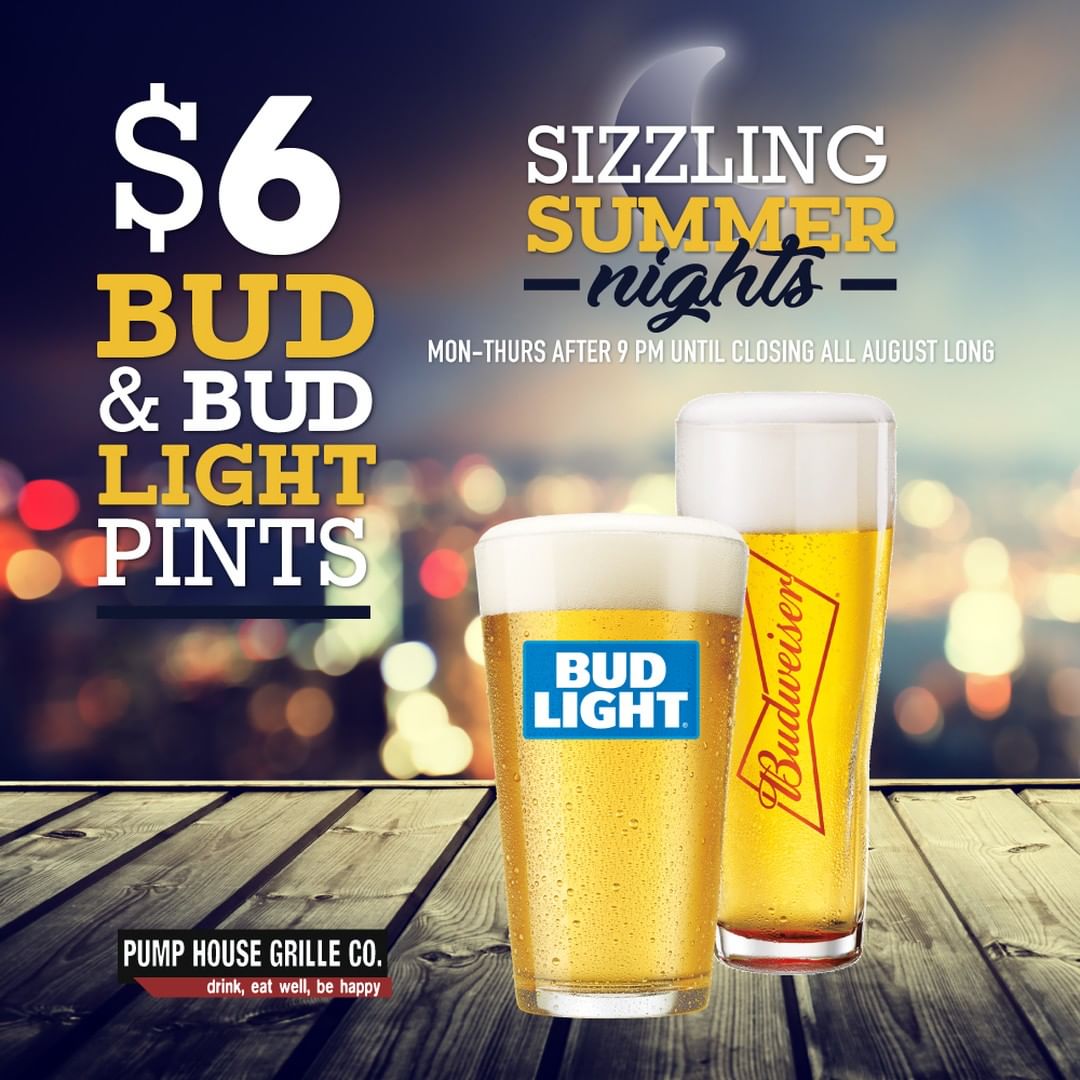 $6
BUD
& BUD
LIGHT
PINTS
SIZZLING
SUMMER
nights
MON-THURS AFTER 9 PM UNTIL CLOSING ALL AUGUST LONG
BUD
LIGHT
Budweiser
PUMP HOUSE GRILLE CO.
drink, eat well, be happy